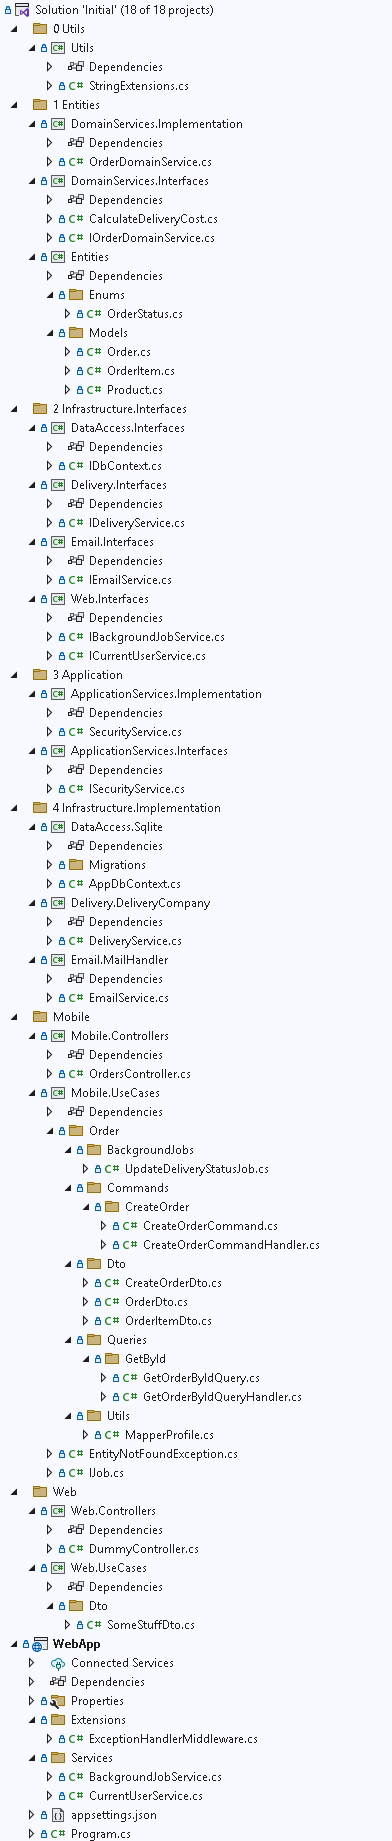 Solution 'Initial' (18 of 18 projects)
0 Utils
C# Utils
Dependencies
C# StringExtensions.cs
1 Entities
C# DomainServices.Implementation
Dependencies
C# OrderDomainService.cs
C# DomainServices.Interfaces
Dependencies
C# CalculateDeliveryCost.cs
C# IOrderDomainService.cs
C# Entities
Dependencies
Enums
C# OrderStatus.cs
Models
C# Order.cs
C# OrderItem.cs
C# Product.cs
2 Infrastructure.Interfaces
C# DataAccess.Interfaces
Dependencies
C# IDbContext.cs
C# Delivery.Interfaces
Dependencies
C# IDeliveryService.cs
C# Email.Interfaces
Dependencies
C# IEmailService.cs
C# Web.Interfaces
Dependencies
C# IBackgroundJobService.cs
C# ICurrentUserService.cs
3 Application
C# ApplicationServices.Implementation
Dependencies
C# SecurityService.cs
C# ApplicationServices.Interfaces
Dependencies
C# ISecurityService.cs
4 Infrastructure.Implementation
C# DataAccess.Sqlite
Dependencies
Migrations
C# AppDbContext.cs
C# Delivery.DeliveryCompany
Dependencies
C# DeliveryService.cs
C# Email.MailHandler
Dependencies
C# EmailService.cs
Mobile
C# Mobile.Controllers
Dependencies
C# OrdersController.cs
C# Mobile.UseCases
Dependencies
Order
BackgroundJobs
C# UpdateDeliveryStatusJob.cs
Commands
CreateOrder
C# CreateOrderCommand.cs
C# CreateOrderCommandHandler.cs
Dto
C# CreateOrderDto.cs
C# OrderDto.cs
C# OrderItemDto.cs
Queries
GetById
C# GetOrderByIdQuery.cs
C# GetOrderByIdQueryHandler.cs
Utils
C# MapperProfile.cs
C# EntityNotFoundException.cs
C# IJob.cs
Web
C# Web.Controllers
Dependencies
C# DummyController.cs
C# Web.UseCases
Dependencies
Dto
C# SomeStuffDto.cs
WebApp
Connected Services
Dependencies
Properties
Extensions
C# ExceptionHandlerMiddleware.cs
Services
C# BackgroundJobService.cs
C# CurrentUserService.cs
appsettings.json
C# Program.cs